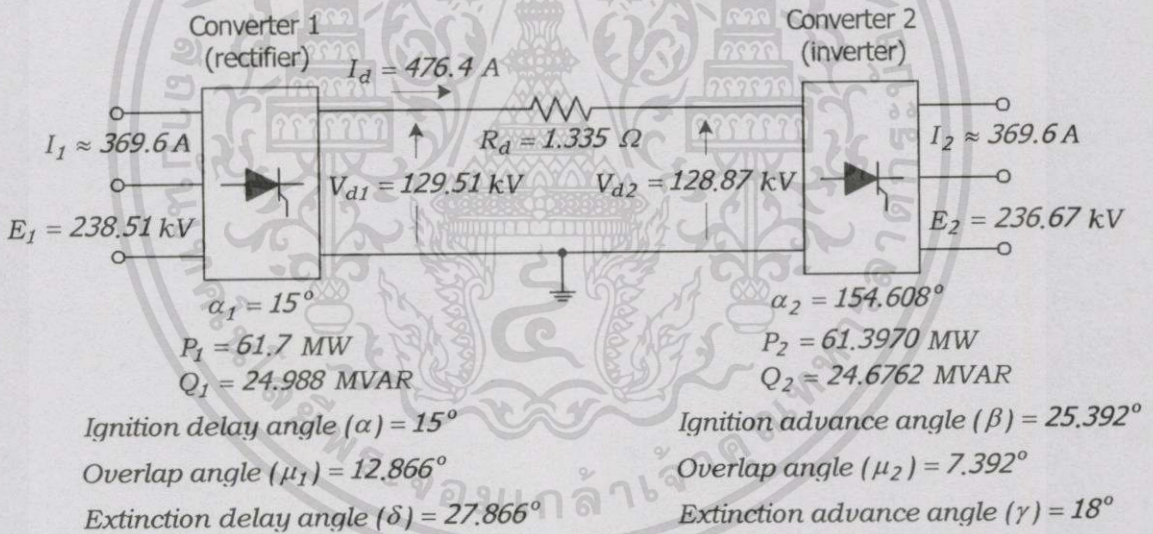 Converter 1
(rectifier)
Converter 2
(inverter)
I_d = 476.4 A
I_1 ≈ 369.6 A
R_d = 1.335 Ω
I_2 ≈ 369.6 A
V_d1 = 129.51 kV
V_d2 = 128.87 kV
E_1 = 238.51 kV
E_2 = 236.67 kV
α_1 = 15°
P_1 = 61.7 MW
Q_1 = 24.988 MVAR
α_2 = 154.608°
P_2 = 61.3970 MW
Q_2 = 24.6762 MVAR
Ignition delay angle (α) = 15°
Overlap angle (μ_1) = 12.866°
Extinction delay angle (δ) = 27.866°
Ignition advance angle (β) = 25.392°
Overlap angle (μ_2) = 7.392°
Extinction advance angle (γ) = 18°